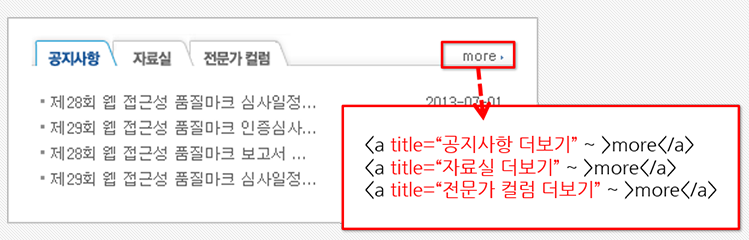 공지사항 자료실 전문가 컬럼 more
제28회 웹 접근성 품질마크 심사일정... 2013-07-01
제29회 웹 접근성 품질마크 인증심사...
제28회 웹 접근성 품질마크 보고서 ...
제29회 웹 접근성 품질마크 심사일정...
<a title=“공지사항 더보기” ~ >more</a>
<a title=“자료실 더보기” ~ >more</a>
<a title=“전문가 컬럼 더보기” ~ >more</a>